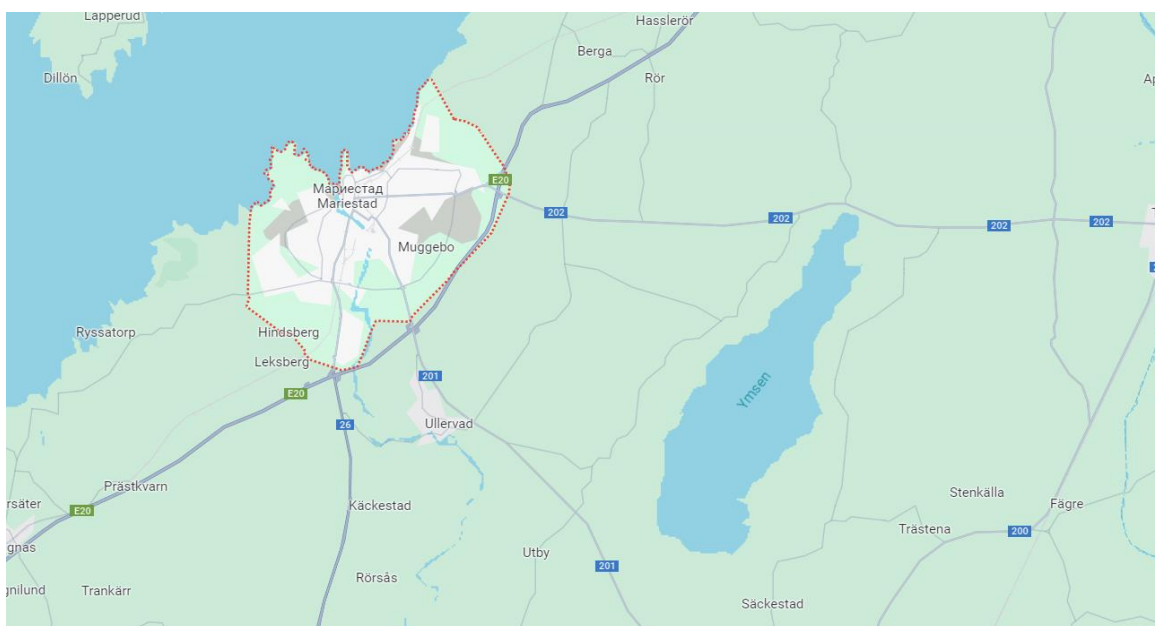 Lapperud
Hasslerör
Berga
Dillön
Rör
E20
Мариестад
Mariestad
202
202
202
202
Muggebo
Ryssatorp
Hindsberg
Leksberg
201
E20
Ymsen
26
Ullervad
Prästkvarn
Stenkälla
Käckestad
Fägre
E20
Trästena
200
Utby
201
Rörsås
Trankärr
Säckestad